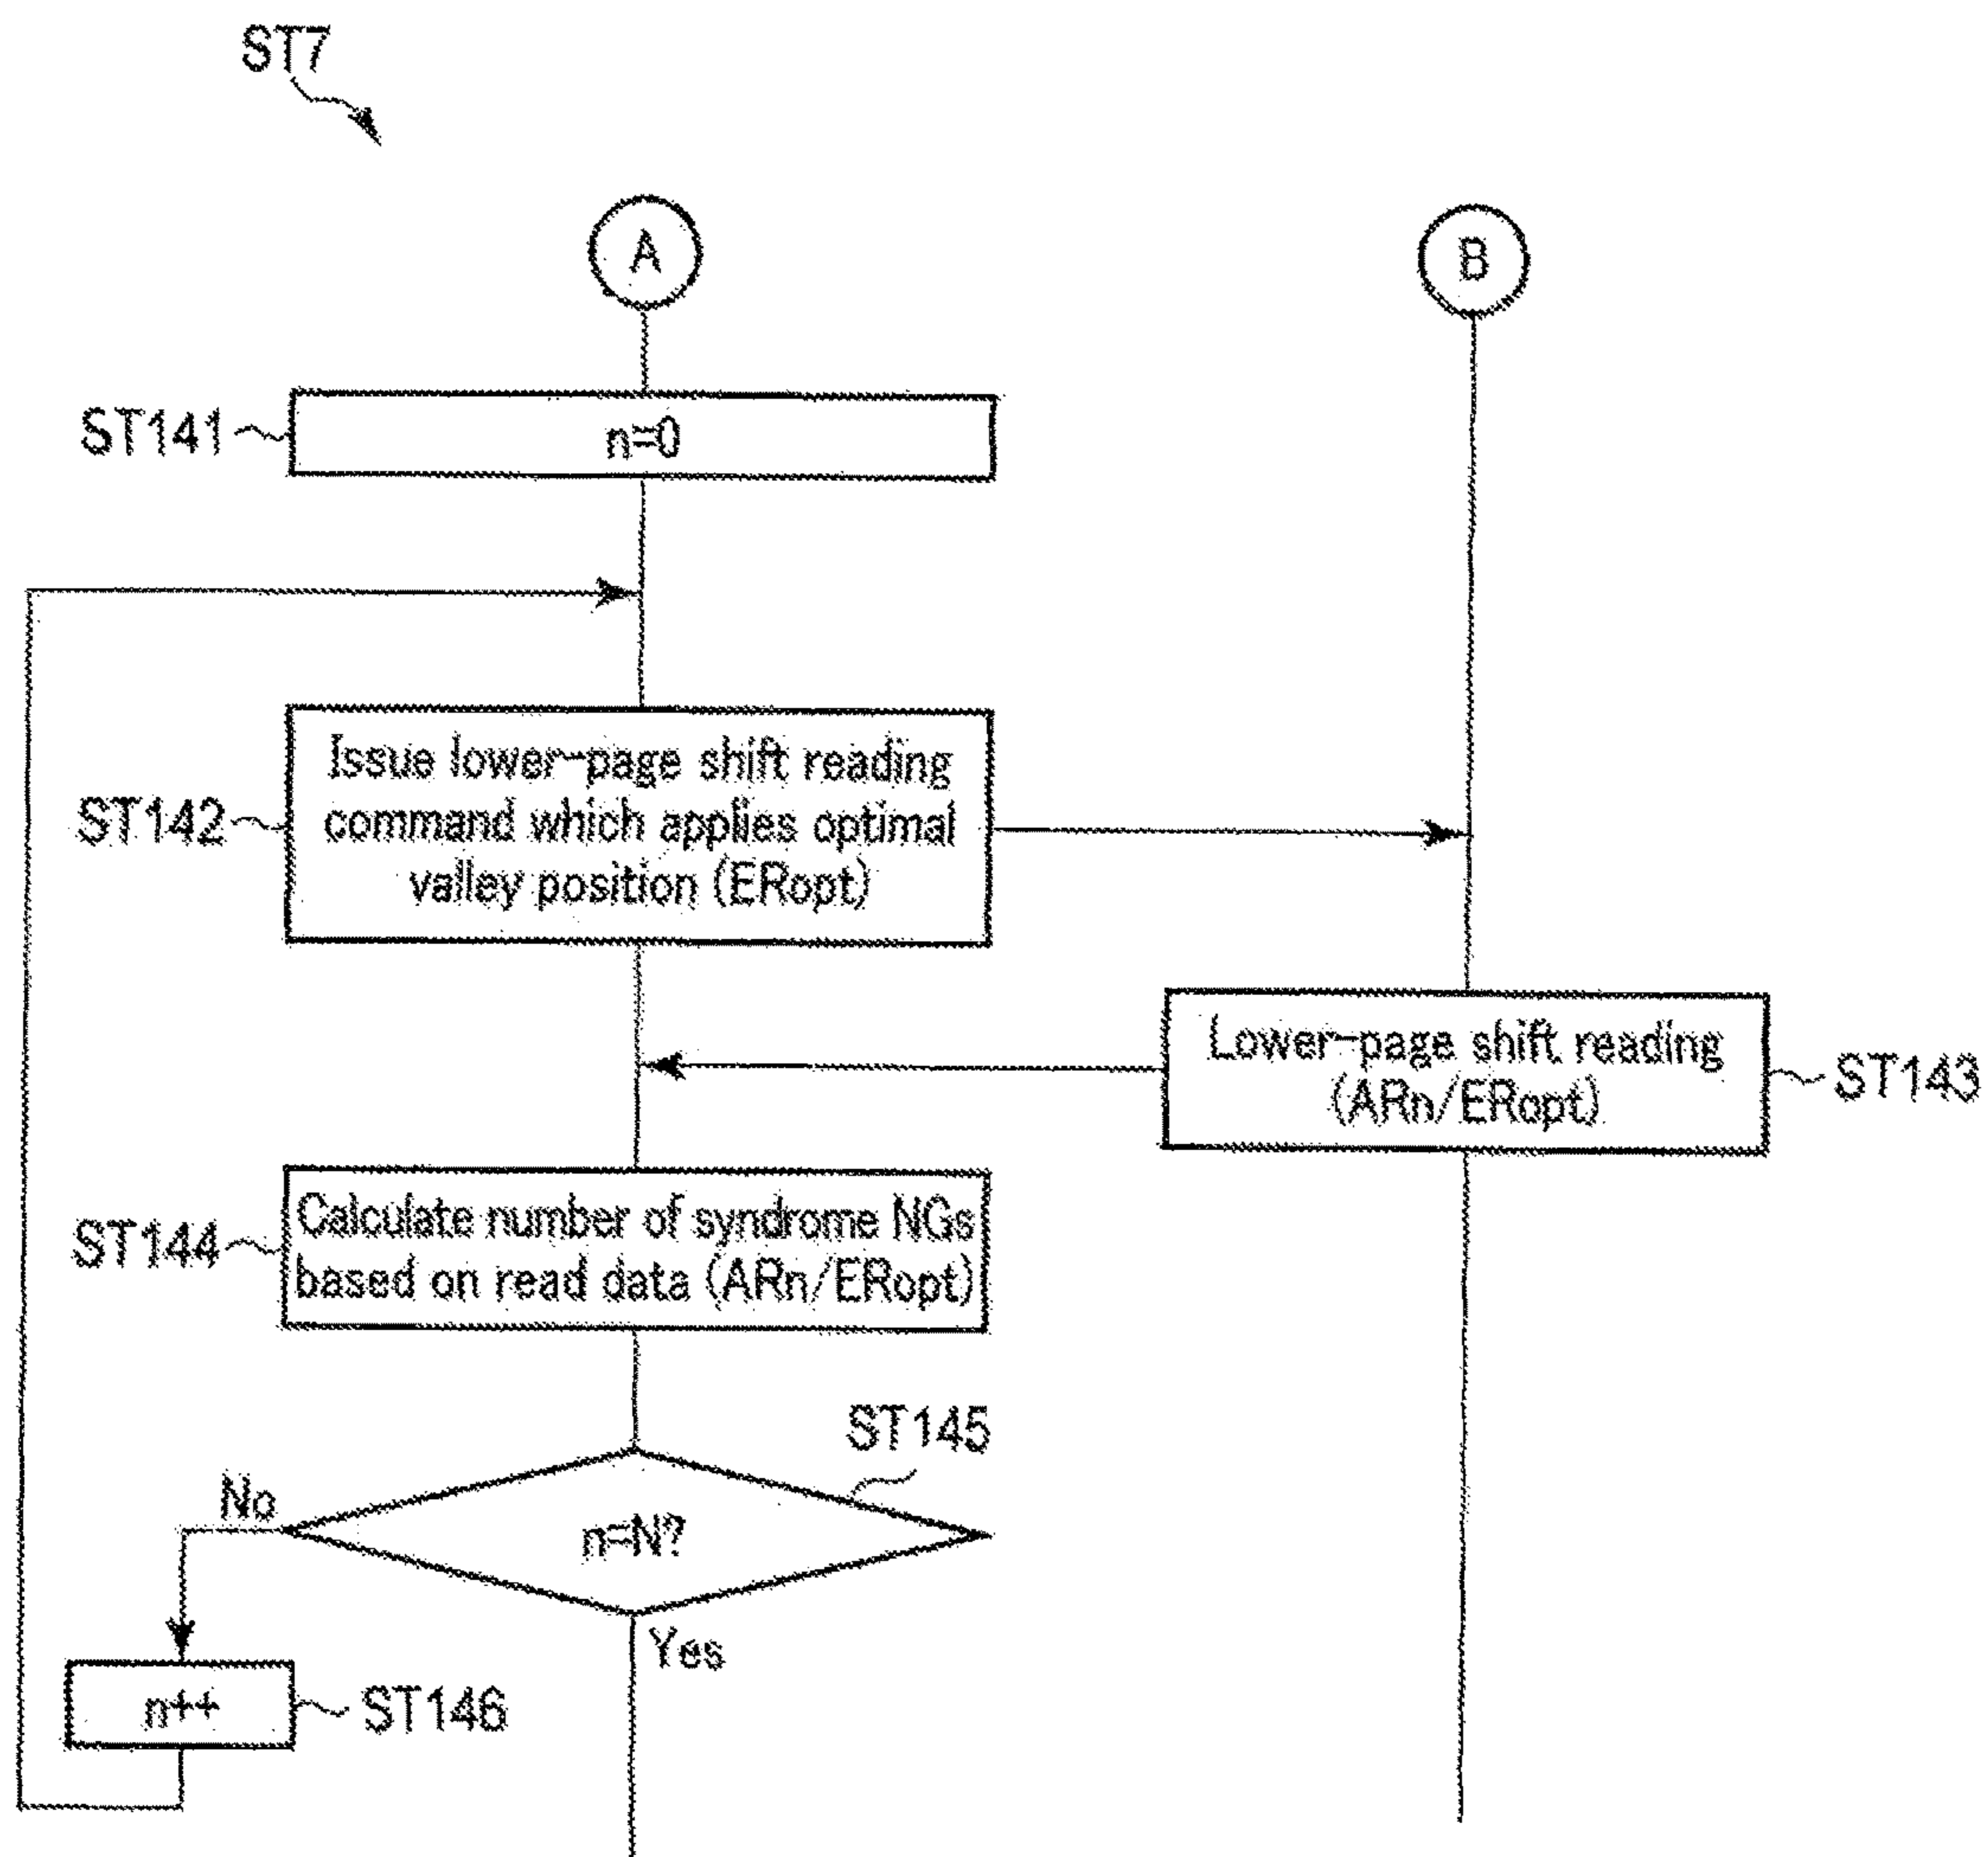 ST7
A
B
ST141
n=0
ST142
Issue lower-page shift reading
command which applies optimal
valley position (ERopt)
Lower-page shift reading
(ARn/ERopt)
ST143
ST144
Calculate number of syndrome NGs
based on read data (ARn/ERopt)
ST145
No
n=N?
Yes
n++
ST146